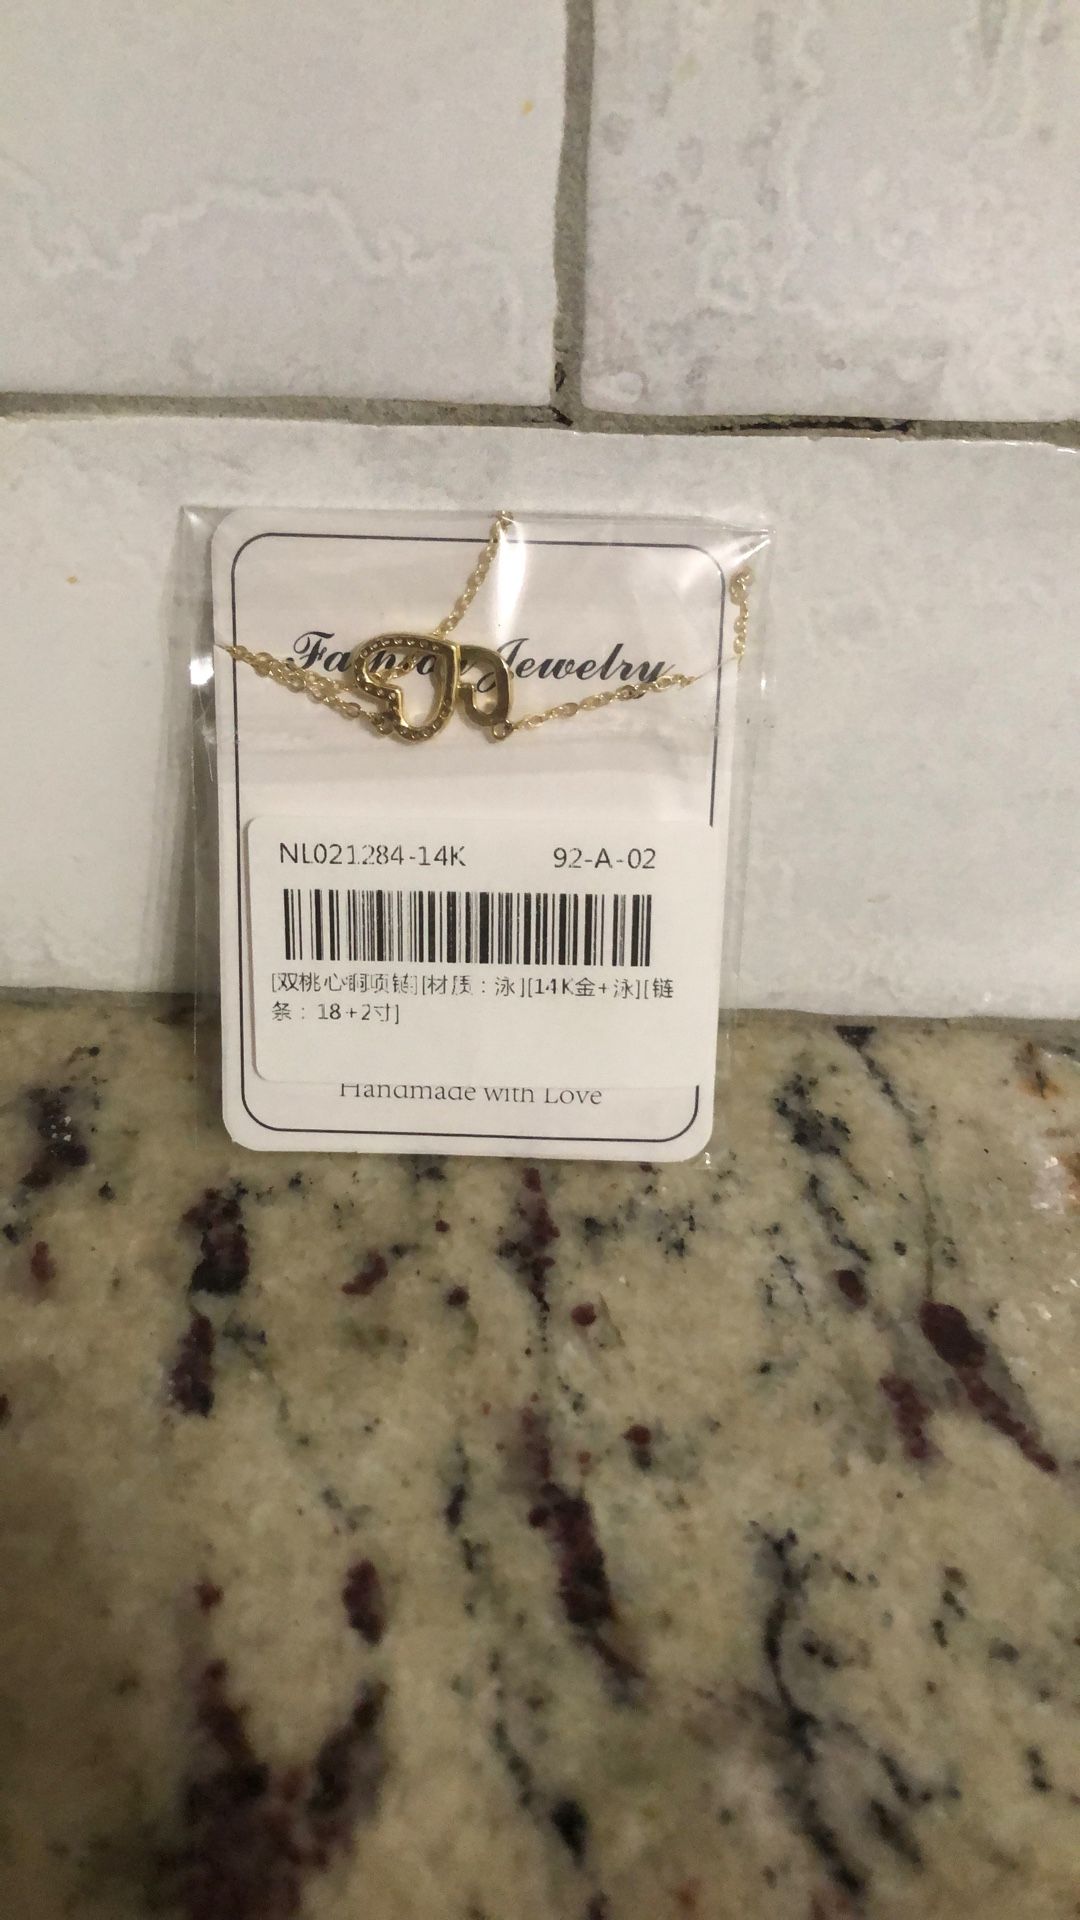 Fashion Jewelry
NL021284-14K 92-A-02
[双桃心铜项链][材质：泳][14K金+泳][链
条：18+2寸]
Handmade with Love